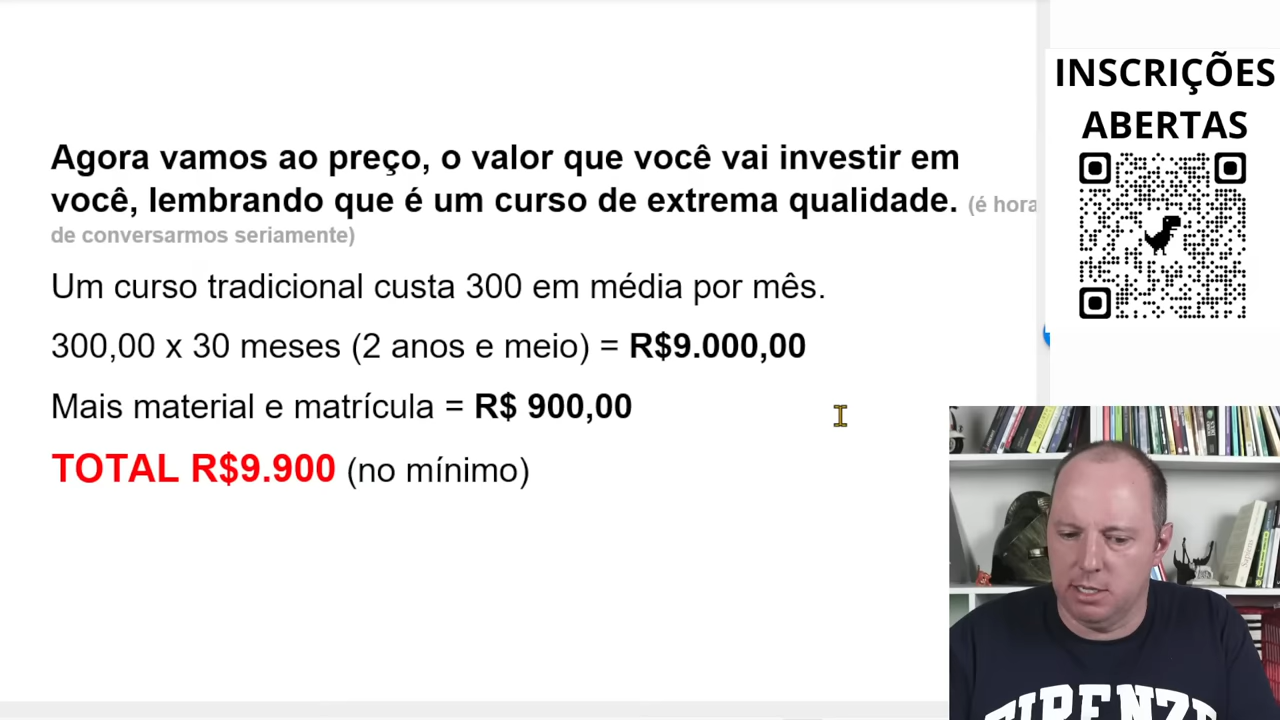 Agora vamos ao preço, o valor que você vai investir em
você, lembrando que é um curso de extrema qualidade. (é hora
de conversarmos seriamente)
Um curso tradicional custa 300 em média por mês.
300,00 x 30 meses (2 anos e meio) = R$9.000,00
Mais material e matrícula = R$ 900,00
TOTAL R$9.900 (no mínimo)
INSCRIÇÕES
ABERTAS
FIRENZE